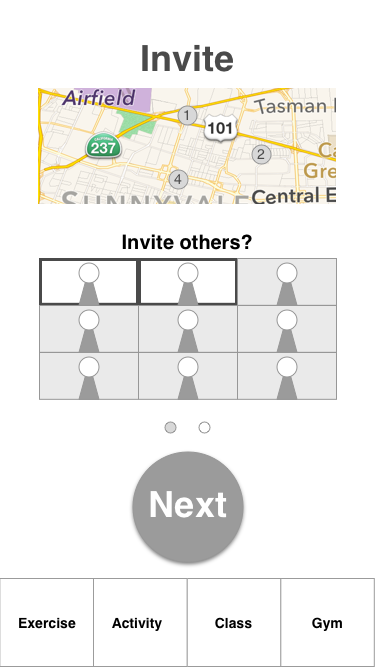 Invite
Airfield
Tasman
1
101
237
2
Ca
Gre
4
SUNNYVALE
Central E
Invite others?
Next
Exercise Activity Class Gym